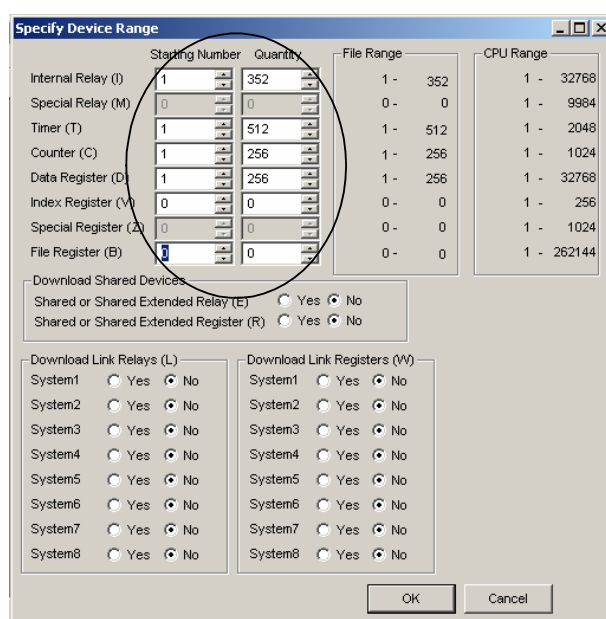 Specify Device Range
Starting Number Quantity File Range CPU Range
Internal Relay (I) 1 352 1 - 352 1 - 32768
Special Relay (M) 0 0 0 - 0 1 - 9984
Timer (T) 1 512 1 - 512 1 - 2048
Counter (C) 1 256 1 - 256 1 - 1024
Data Register (D) 1 256 1 - 256 1 - 32768
Index Register (V) 0 0 0 - 0 1 - 256
Special Register (Z) 0 0 0 - 0 1 - 1024
File Register (B) 0 0 0 - 0 1 - 262144
Download Shared Devices
Shared or Shared Extended Relay (E) Yes No
Shared or Shared Extended Register (R) Yes No
Download Link Relays (L) Download Link Registers (W)
System1 Yes No System1 Yes No
System2 Yes No System2 Yes No
System3 Yes No System3 Yes No
System4 Yes No System4 Yes No
System5 Yes No System5 Yes No
System6 Yes No System6 Yes No
System7 Yes No System7 Yes No
System8 Yes No System8 Yes No
OK Cancel